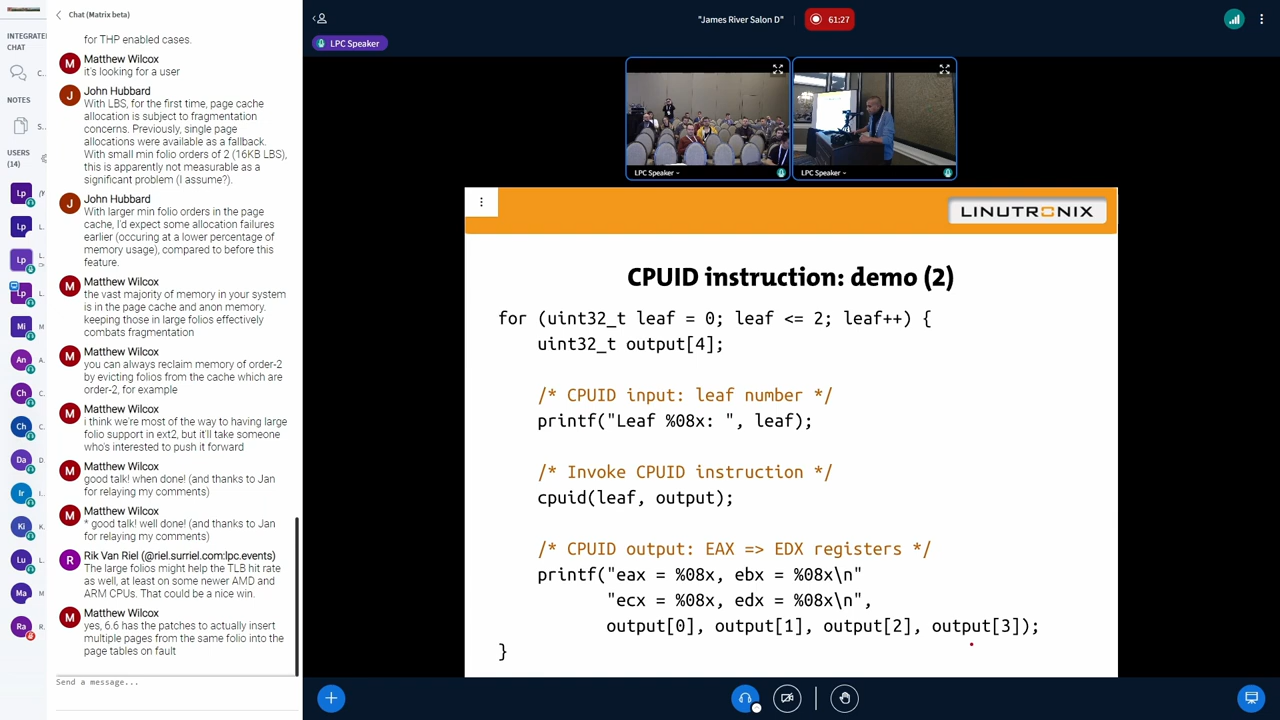 INTEGRATE
CHAT
C.
NOTES
S.
USERS
(14)
Lp
Lp
Lp
L.
Lp
L.
Mi
M
An
A.
Ch
C.
Ch
C.
Da
D.
Ir
I.
Ki
K.
Lu
L.
Ma
M.
Ra
R.
Chat (Matrix beta)
for THP enabled cases.
M
Matthew Wilcox
it's looking for a user
J
John Hubbard
With LBS, for the first time, page cache
allocation is subject to fragmentation
concerns. Previously, single page
allocations were available as a fallback.
With small min folio orders of 2 (16KB LBS),
this is apparently not measurable as a
significant problem (I assume?).
J
John Hubbard
With larger min folio orders in the page
cache, I'd expect some allocation failures
earlier (occuring at a lower percentage of
memory usage), compared to before this
feature.
M
Matthew Wilcox
the vast majority of memory in your system
is in the page cache and anon memory.
keeping those in large folios effectively
combats fragmentation
M
Matthew Wilcox
you can always reclaim memory of order-2
by evicting folios from the cache which are
order-2, for example
M
Matthew Wilcox
i think we're most of the way to having large
folio support in ext2, but it'll take someone
who's interested to push it forward
M
Matthew Wilcox
good talk! when done! (and thanks to Jan
for relaying my comments)
M
Matthew Wilcox
* good talk! well done! (and thanks to Jan
for relaying my comments)
R
Rik Van Riel (@riel.surriel.com:lpc.events)
The large folios might help the TLB hit rate
as well, at least on some newer AMD and
ARM CPUs. That could be a nice win.
M
Matthew Wilcox
yes, 6.6 has the patches to actually insert
multiple pages from the same folio into the
page tables on fault
Send a message...
"James River Salon D"
61:27
LPC Speaker
LPC Speaker
LPC Speaker
LINUTRONIX
CPUID instruction: demo (2)
for (uint32_t leaf = 0; leaf <= 2; leaf++) {
uint32_t output[4];
/* CPUID input: leaf number */
printf("Leaf %08x: ", leaf);
/* Invoke CPUID instruction */
cpuid(leaf, output);
/* CPUID output: EAX => EDX registers */
printf("eax = %08x, ebx = %08x\n"
"ecx = %08x, edx = %08x\n",
output[0], output[1], output[2], output[3]);
}